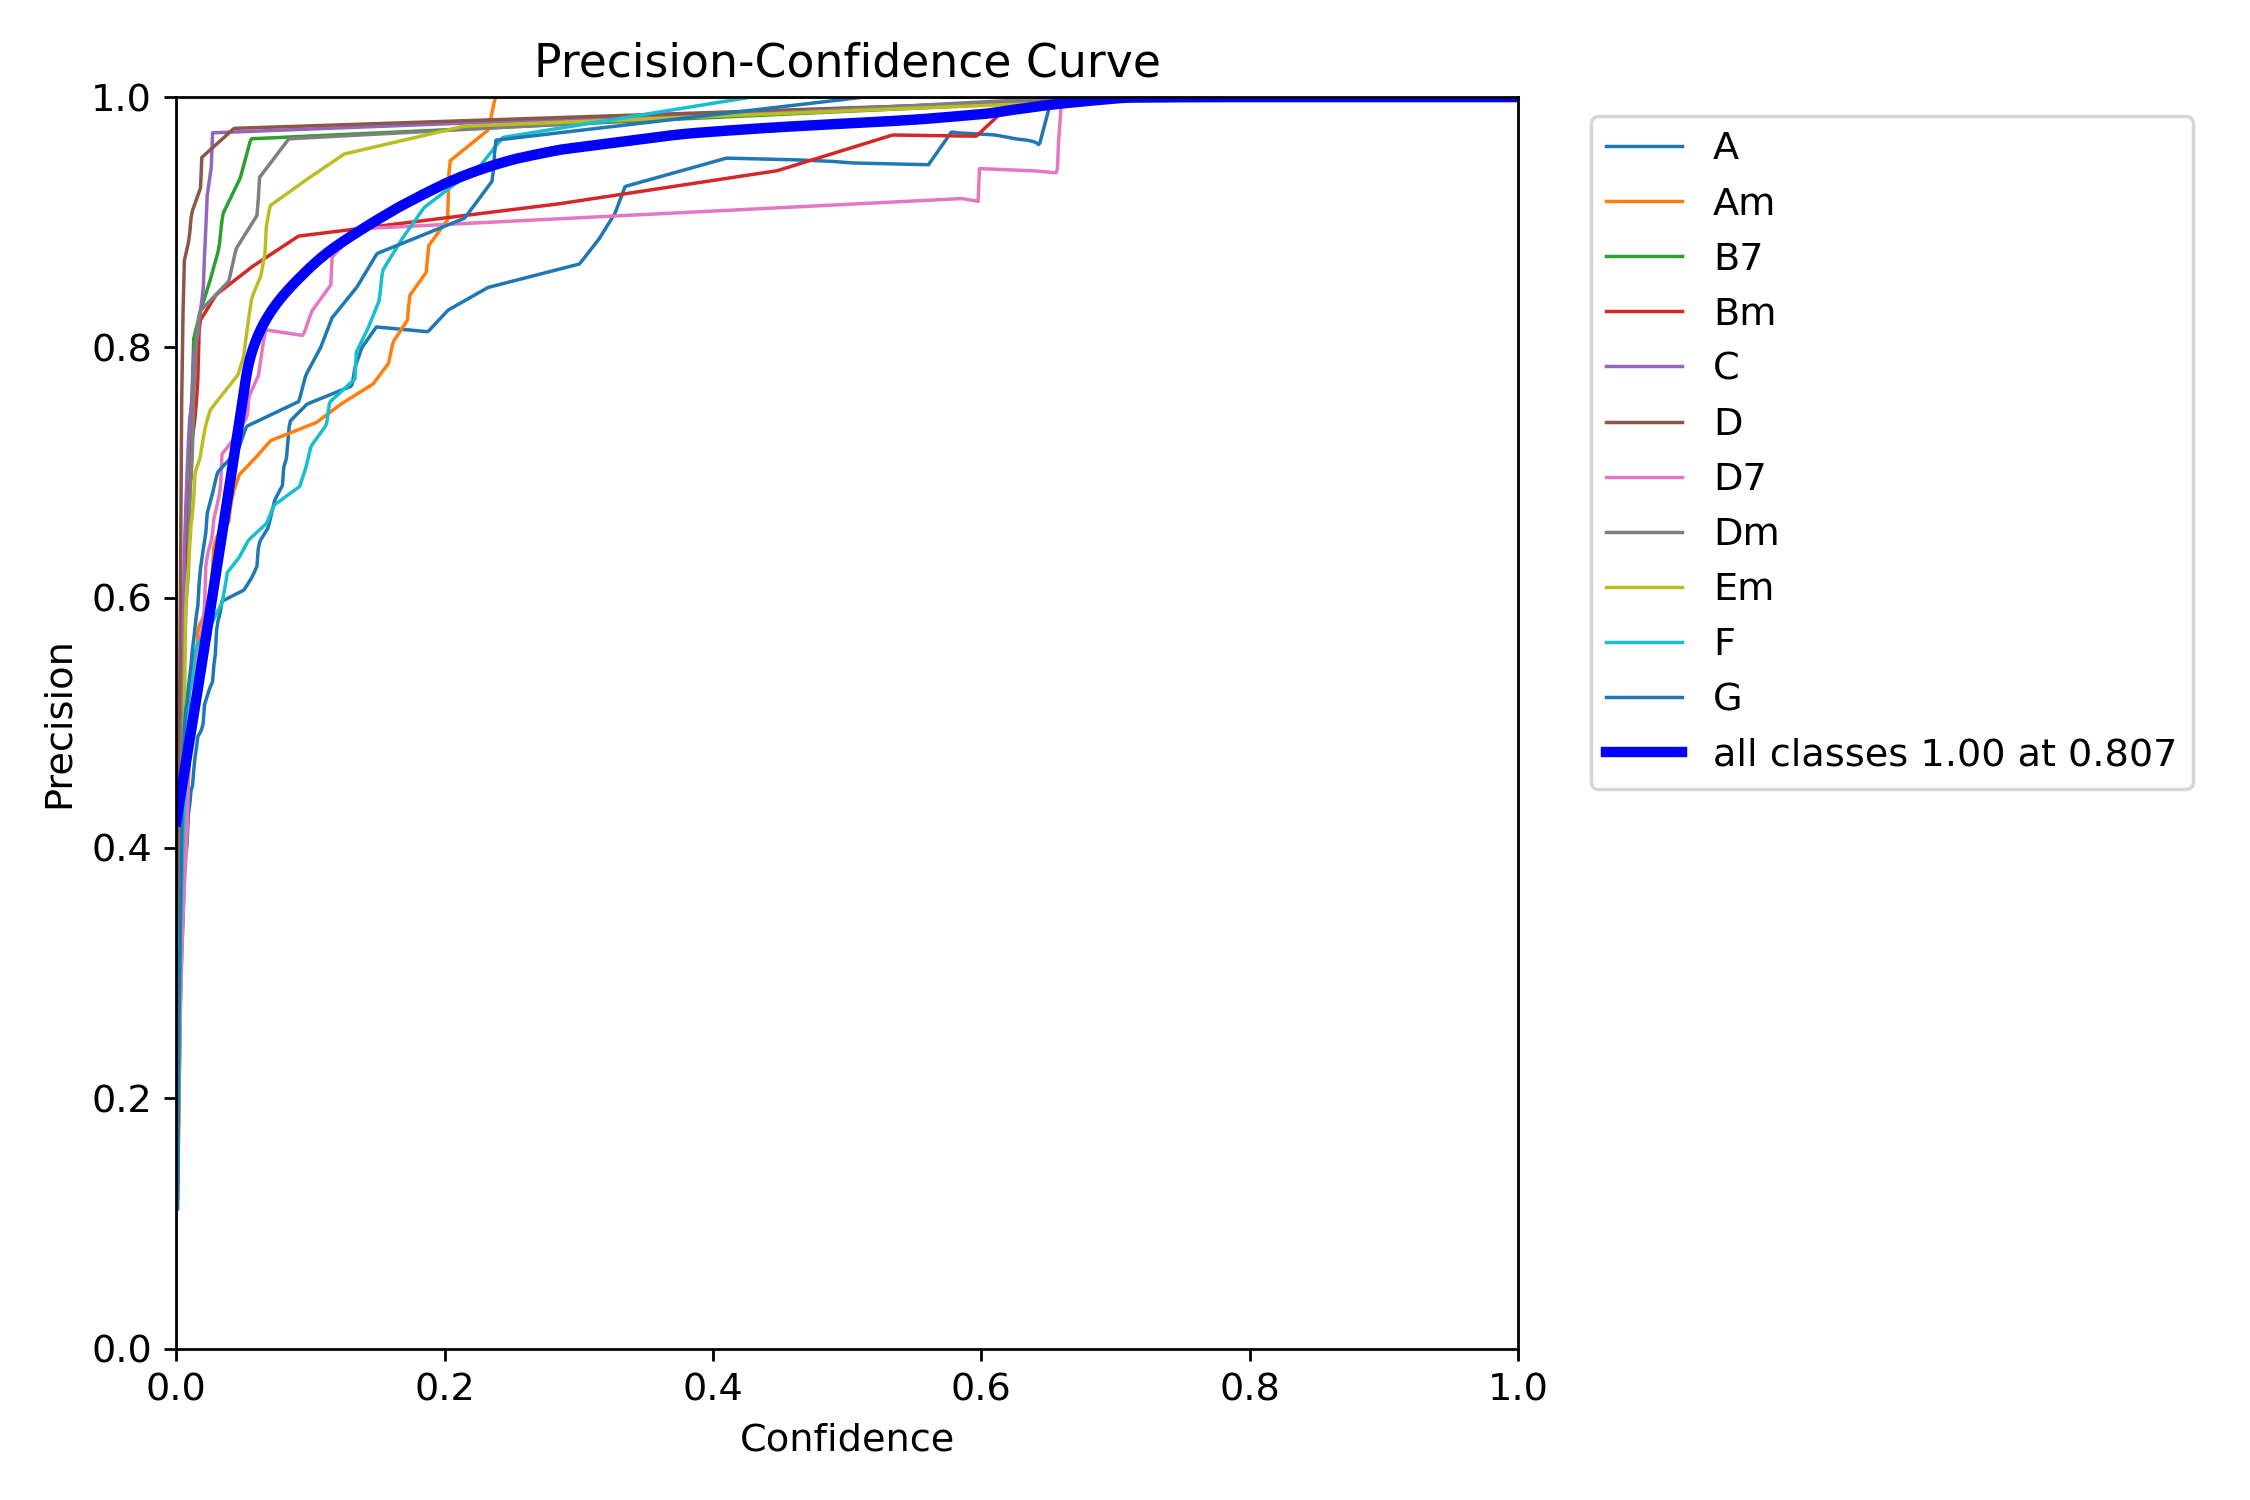 Precision-Confidence Curve
1.0
0.8
0.6
0.4
0.2
0.0
Precision
0.0 0.2 0.4 0.6 0.8 1.0
Confidence
A
Am
B7
Bm
C
D
D7
Dm
Em
F
G
all classes 1.00 at 0.807